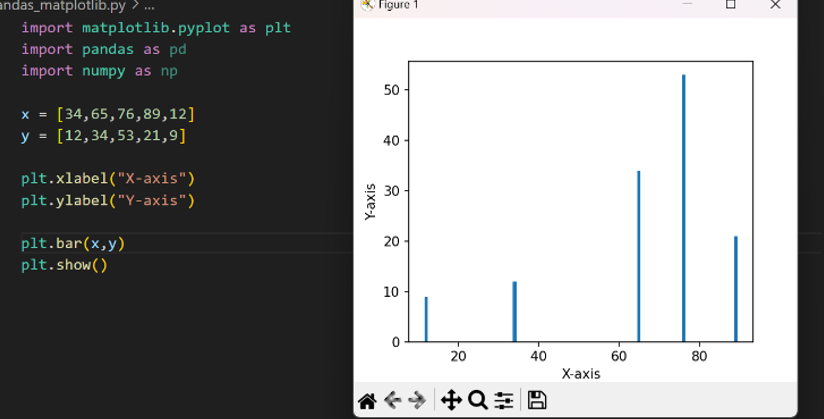 andas_matplotlib.py > ...
import matplotlib.pyplot as plt
import pandas as pd
import numpy as np
x = [34,65,76,89,12]
y = [12,34,53,21,9]
plt.xlabel("X-axis")
plt.ylabel("Y-axis")
plt.bar(x,y)
plt.show()
Figure 1
Y-axis
50
40
30
20
10
0
20 40 60 80
X-axis